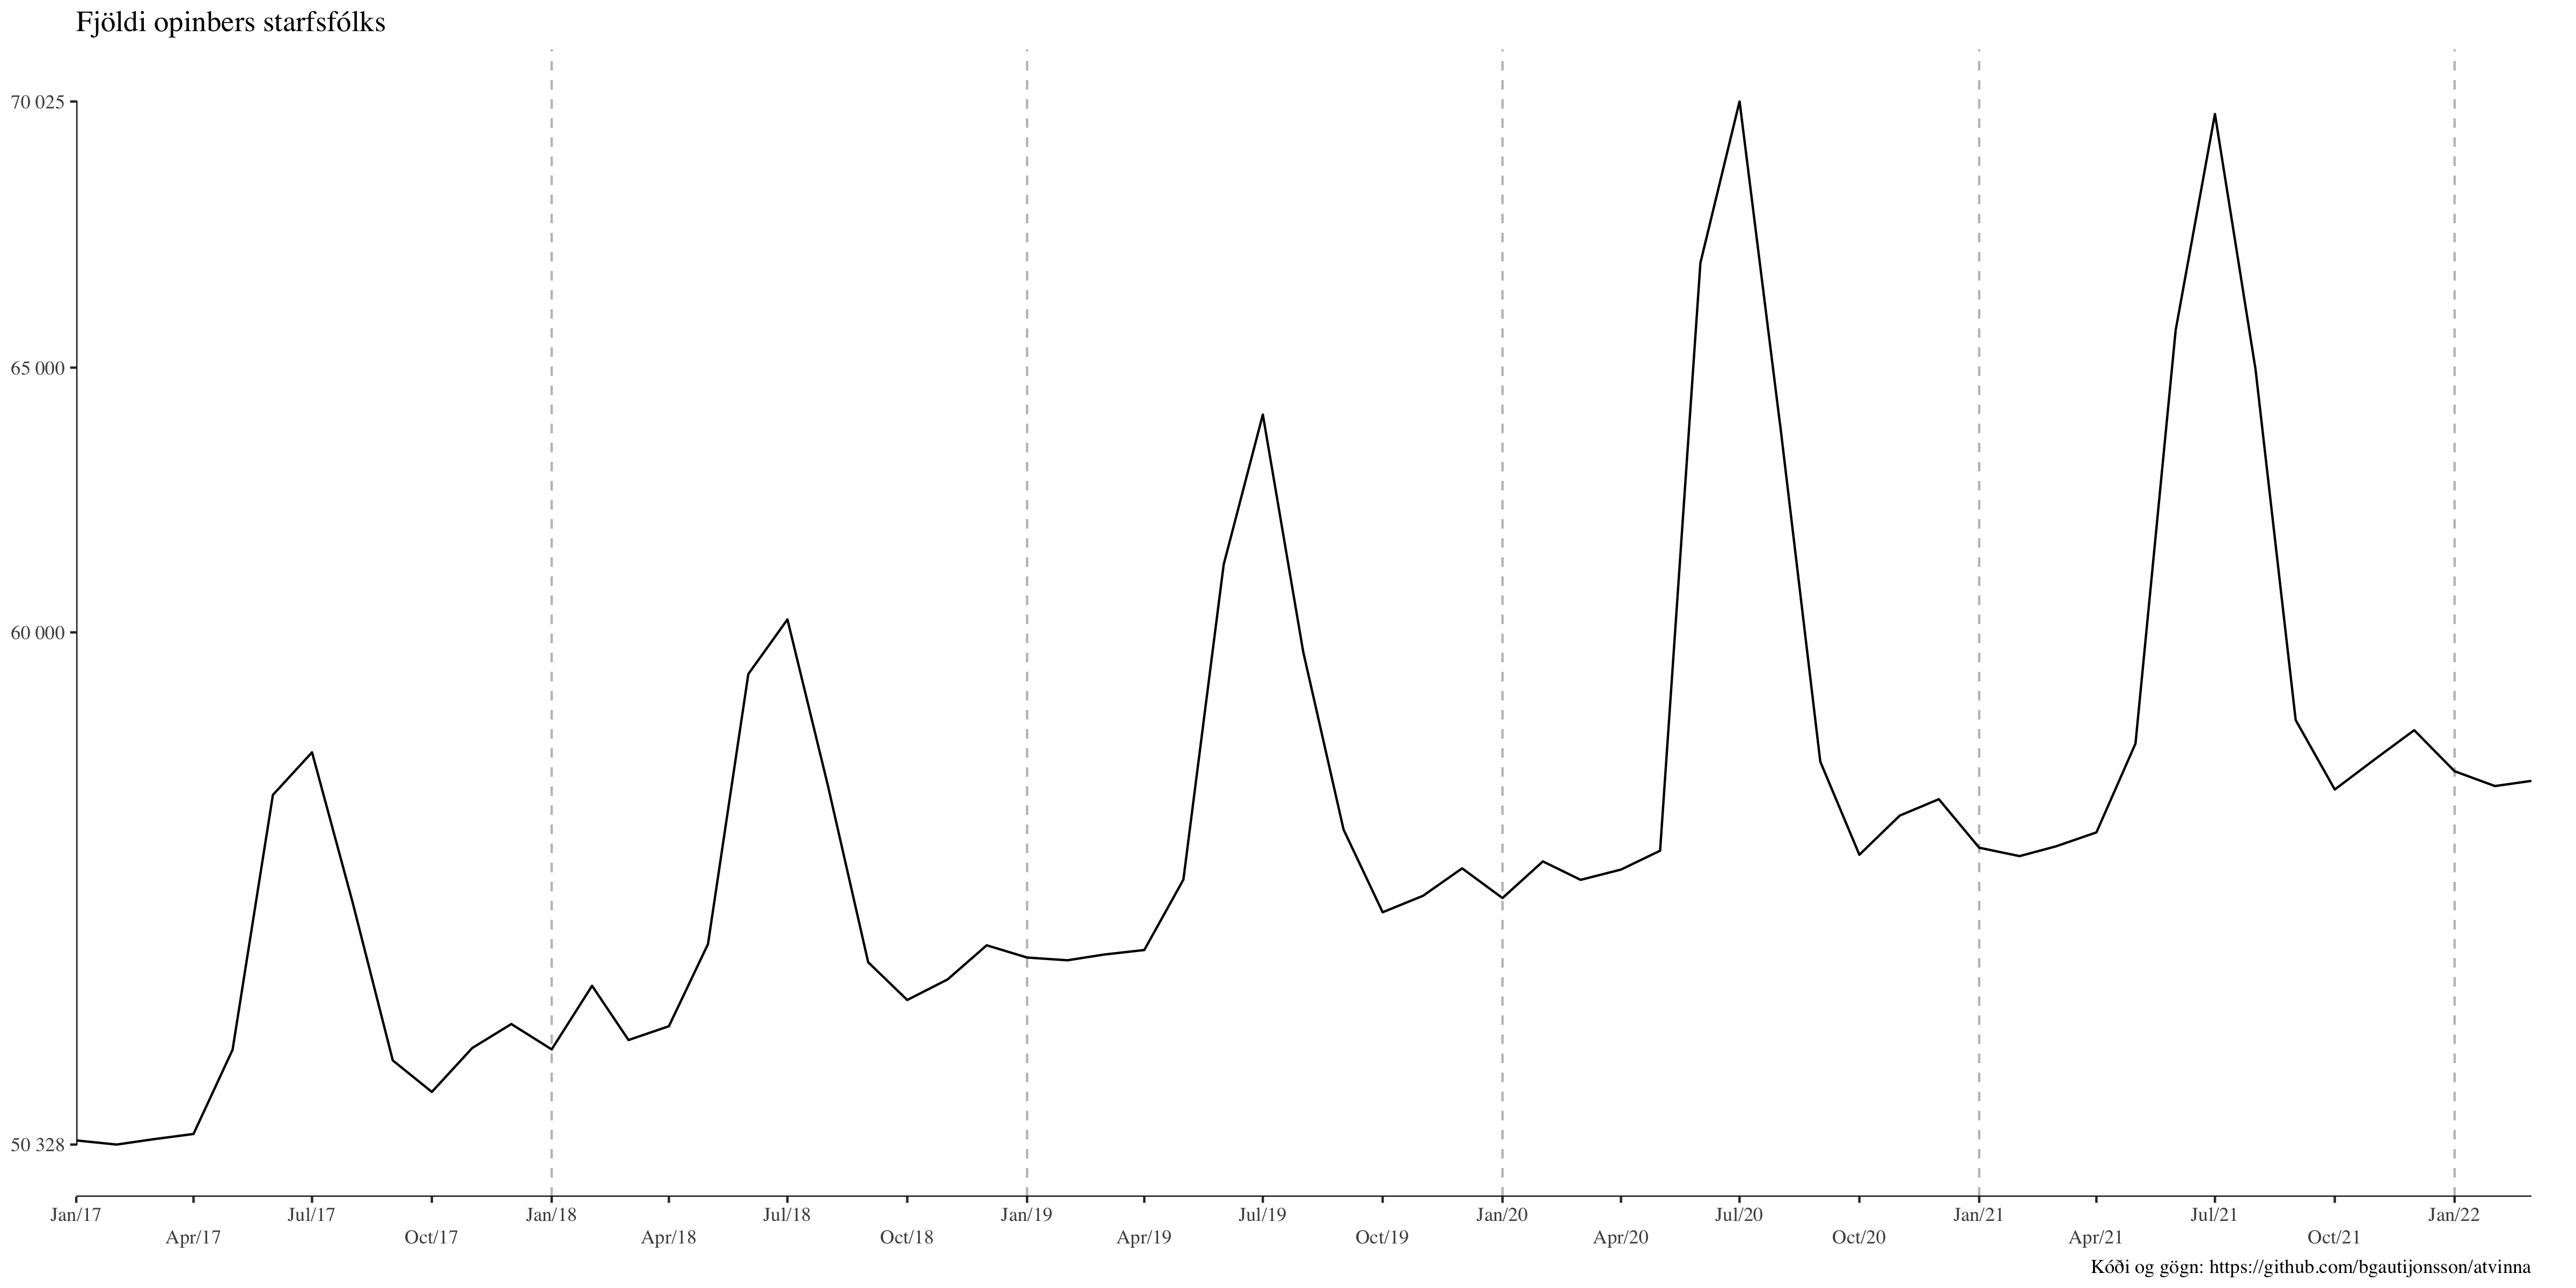 Fjöldi opinbers starfsfólks
70 025
65 000
60 000
50 328
Jan/17 Jul/17 Jan/18 Jul/18 Jan/19 Jul/19 Jan/20 Jul/20 Jan/21 Jul/21 Jan/22
Apr/17 Oct/17 Apr/18 Oct/18 Apr/19 Oct/19 Apr/20 Oct/20 Apr/21 Oct/21
Kóði og gögn: https://github.com/bgautijonsson/atvinna